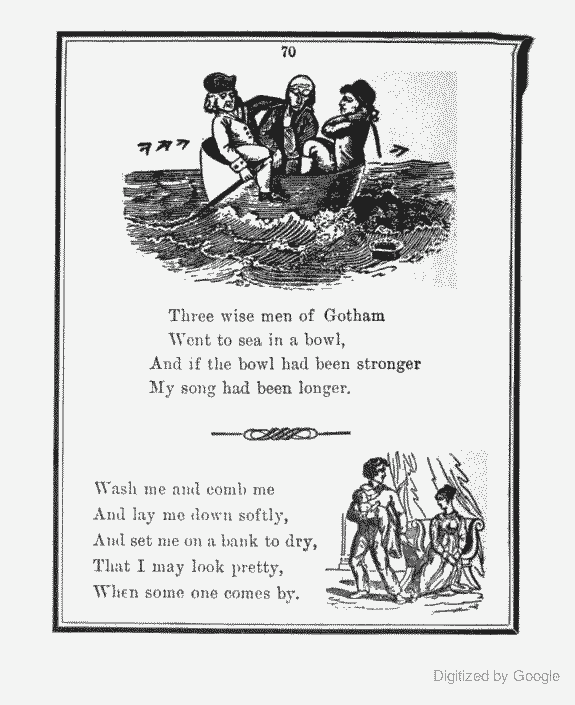 70
Three wise men of Gotham
Went to sea in a bowl,
And if the bowl had been stronger
My song had been longer.
Wash me and comb me
And lay me down softly,
And set me on a bank to dry,
That I may look pretty,
When some one comes by.
Digitized by Google